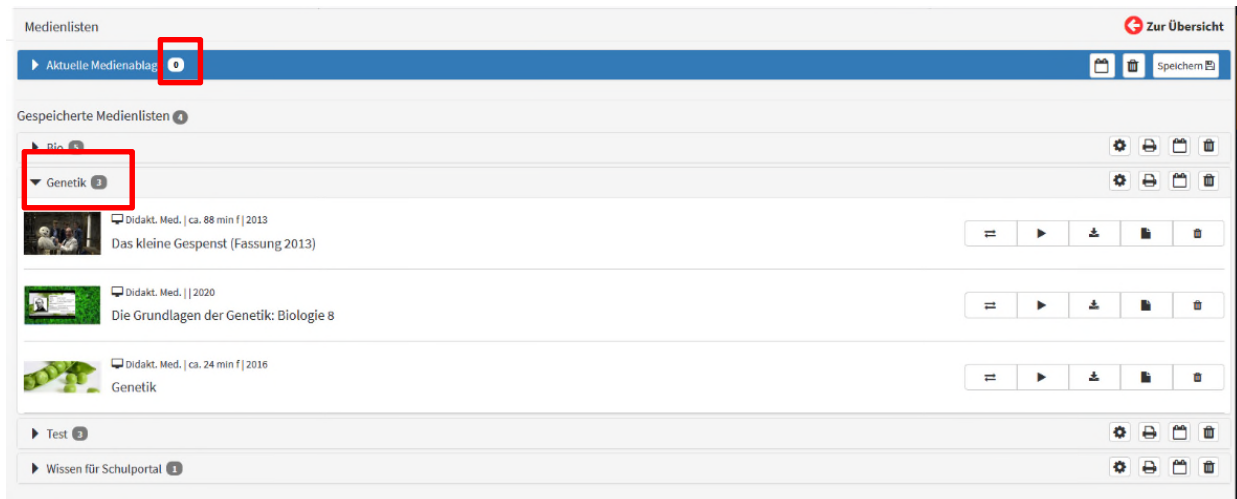 Medienlisten
Zur Übersicht
Aktuelle Medienablag 0
Speichern
Gespeicherte Medienlisten 4
Bio 5
Genetik 3
Didakt. Med. | ca. 88 min f | 2013
Das kleine Gespenst (Fassung 2013)
Didakt. Med. | | 2020
Die Grundlagen der Genetik: Biologie 8
Didakt. Med. | ca. 24 min f | 2016
Genetik
Test 3
Wissen für Schulportal 1